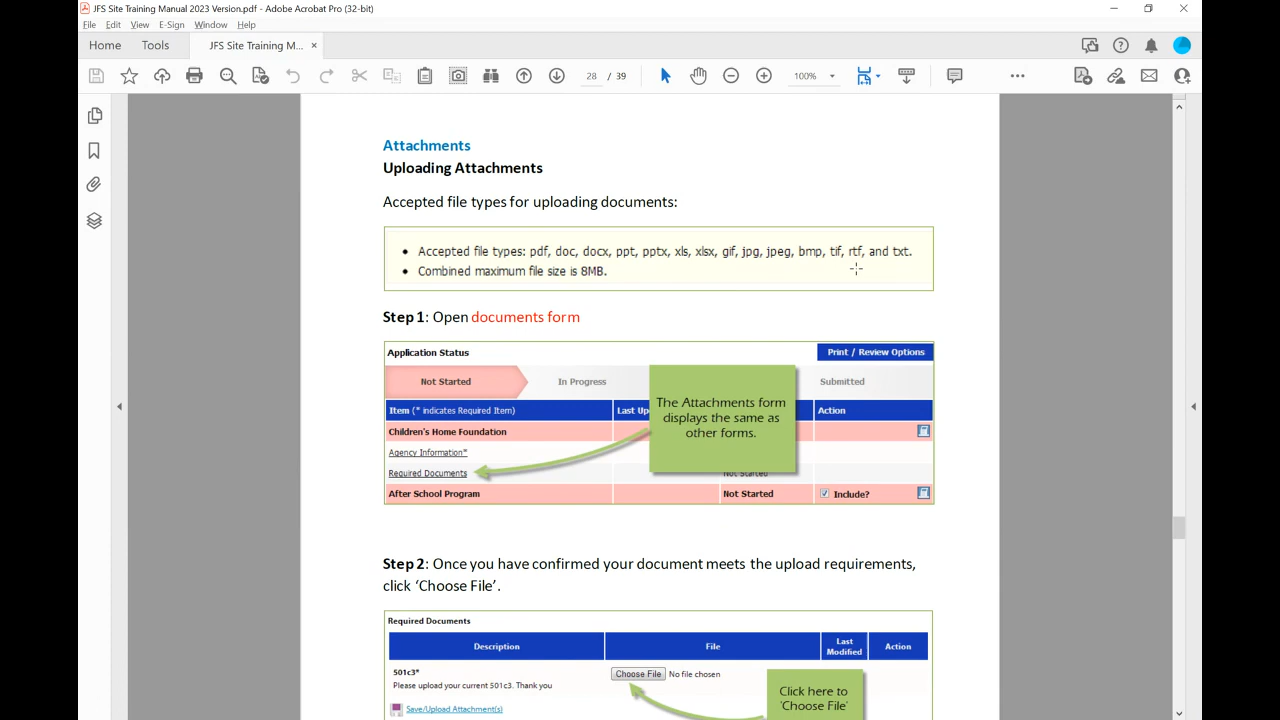 JFS Site Training Manual 2023 Version.pdf - Adobe Acrobat Pro (32-bit)
File Edit View E-Sign Window Help
Home Tools JFS Site Training M... ×
28 / 39 100%
Attachments
Uploading Attachments
Accepted file types for uploading documents:
• Accepted file types: pdf, doc, docx, ppt, pptx, xls, xlsx, gif, jpg, jpeg, bmp, tif, rtf, and txt.
• Combined maximum file size is 8MB.
Step 1: Open documents form
Application Status Print / Review Options
Not Started In Progress Submitted
Item (* indicates Required Item) Last Up Action
The Attachments form
displays the same as
other forms.
Children's Home Foundation
Agency Information*
Required Documents Not Started
After School Program Not Started Include?
Step 2: Once you have confirmed your document meets the upload requirements,
click ‘Choose File’.
Required Documents
Description File Last Modified Action
501c3*
Choose File No file chosen
Please upload your current 501c3. Thank you
Save/Upload Attachment(s)
Click here to
'Choose File'